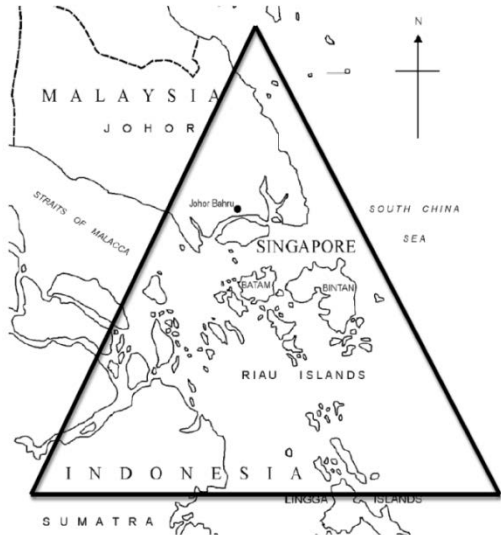 N
MALAYSIA
JOHOR
Johor Bahru
STRAITS OF MALACCA
SOUTH CHINA
SEA
SINGAPORE
BATAM
BINTAN
RIAU ISLANDS
INDONESIA
LINGGA ISLANDS
SUMATRA